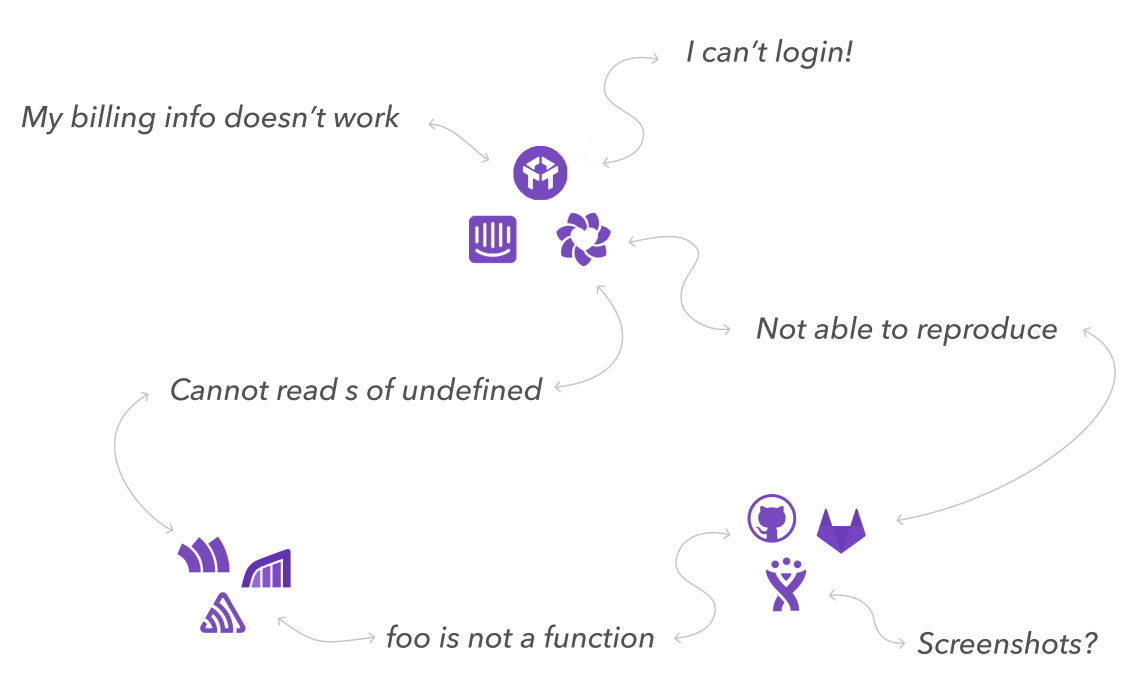 I can’t login!
My billing info doesn’t work
Not able to reproduce
Cannot read s of undefined
foo is not a function
Screenshots?